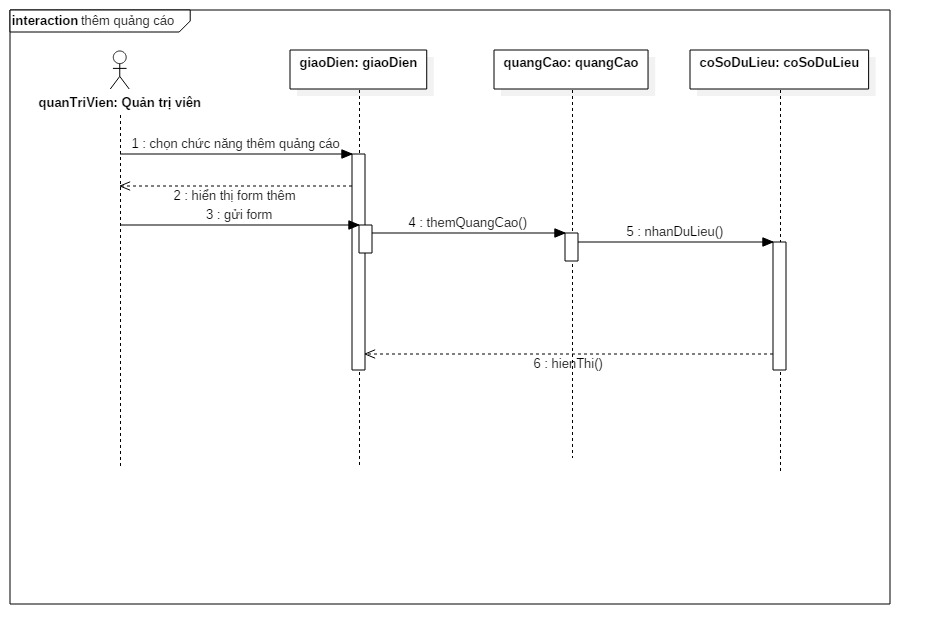 interaction thêm quảng cáo
giaoDien: giaoDien
quangCao: quangCao
coSoDuLieu: coSoDuLieu
quanTriVien: Quản trị viên
1 : chọn chức năng thêm quảng cáo
2 : hiển thị form thêm
3 : gửi form
4 : themQuangCao()
5 : nhanDuLieu()
6 : hienThi()